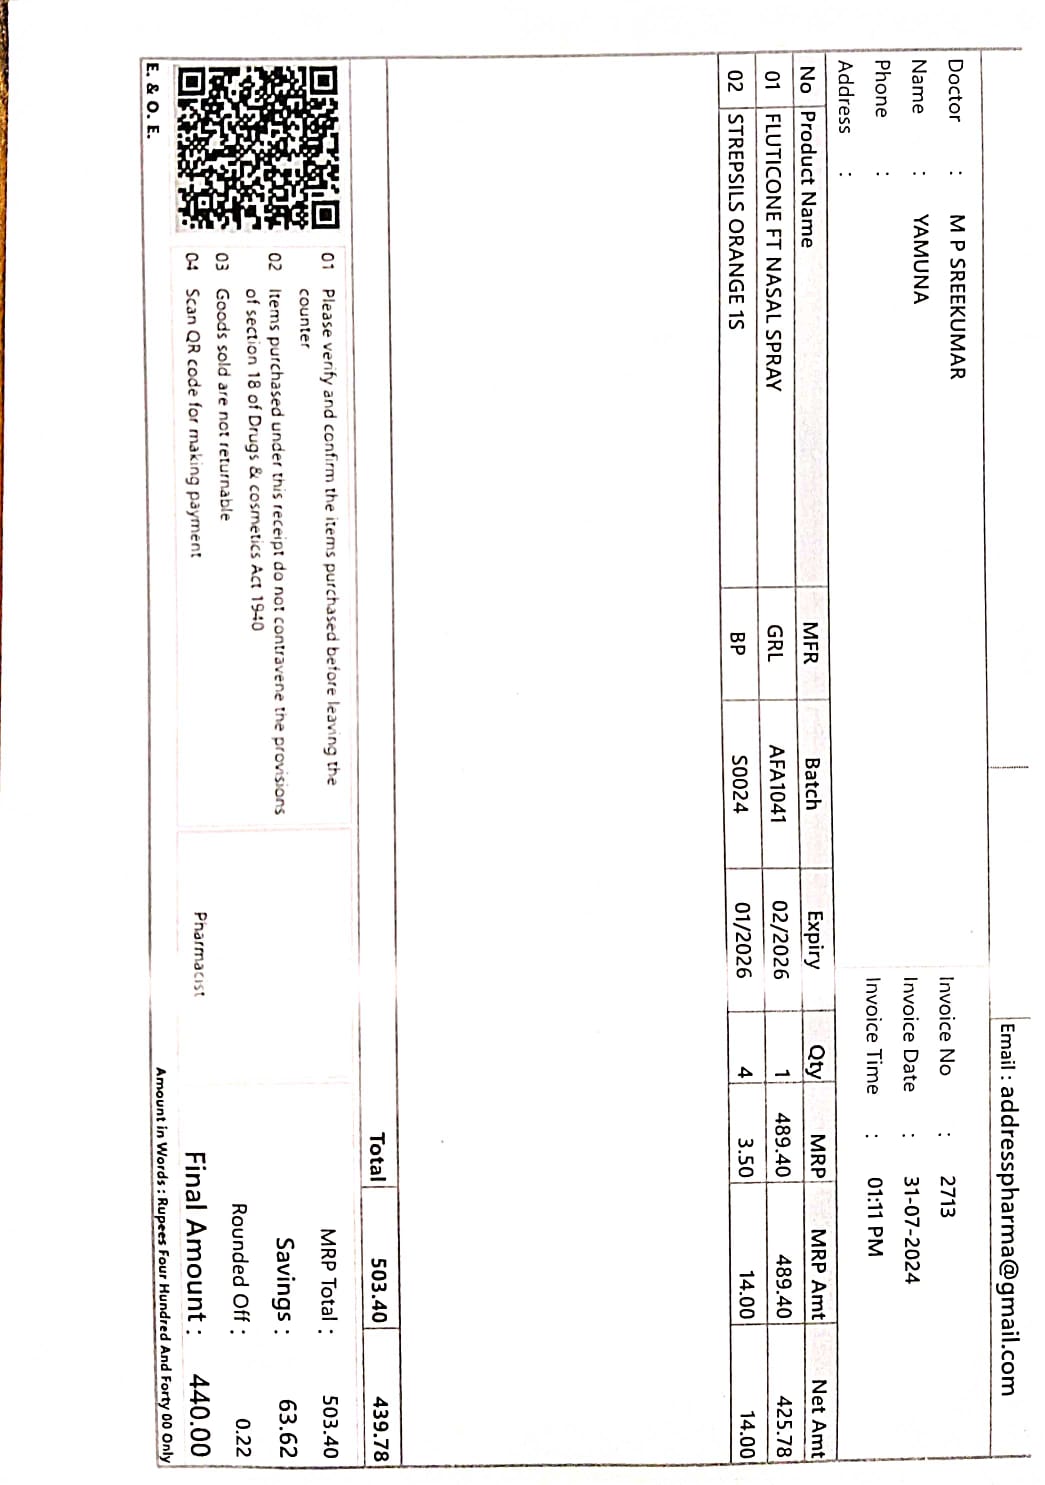 Email : addresspharma@gmail.com
Doctor : M P SREEKUMAR
Name : YAMUNA
Phone :
Address :
Invoice No : 2713
Invoice Date : 31-07-2024
Invoice Time : 01:11 PM
No Product Name MFR Batch Expiry Qty MRP MRP Amt Net Amt
01 FLUTICONE FT NASAL SPRAY GRL AFA1041 02/2026 1 489.40 489.40 425.78
02 STREPSILS ORANGE 1S BP S0024 01/2026 4 3.50 14.00 14.00
Total 503.40 439.78
01 Please verify and confirm the items purchased before leaving the
counter
02 Items purchased under this receipt do not contravene the provisions
of section 18 of Drugs & cosmetics Act 1940
03 Goods sold are not returnable
04 Scan QR code for making payment
Pharmacist
MRP Total : 503.40
Savings : 63.62
Rounded Off : 0.22
Final Amount : 440.00
E. & O. E.
Amount in Words : Rupees Four Hundred And Forty 00 Only